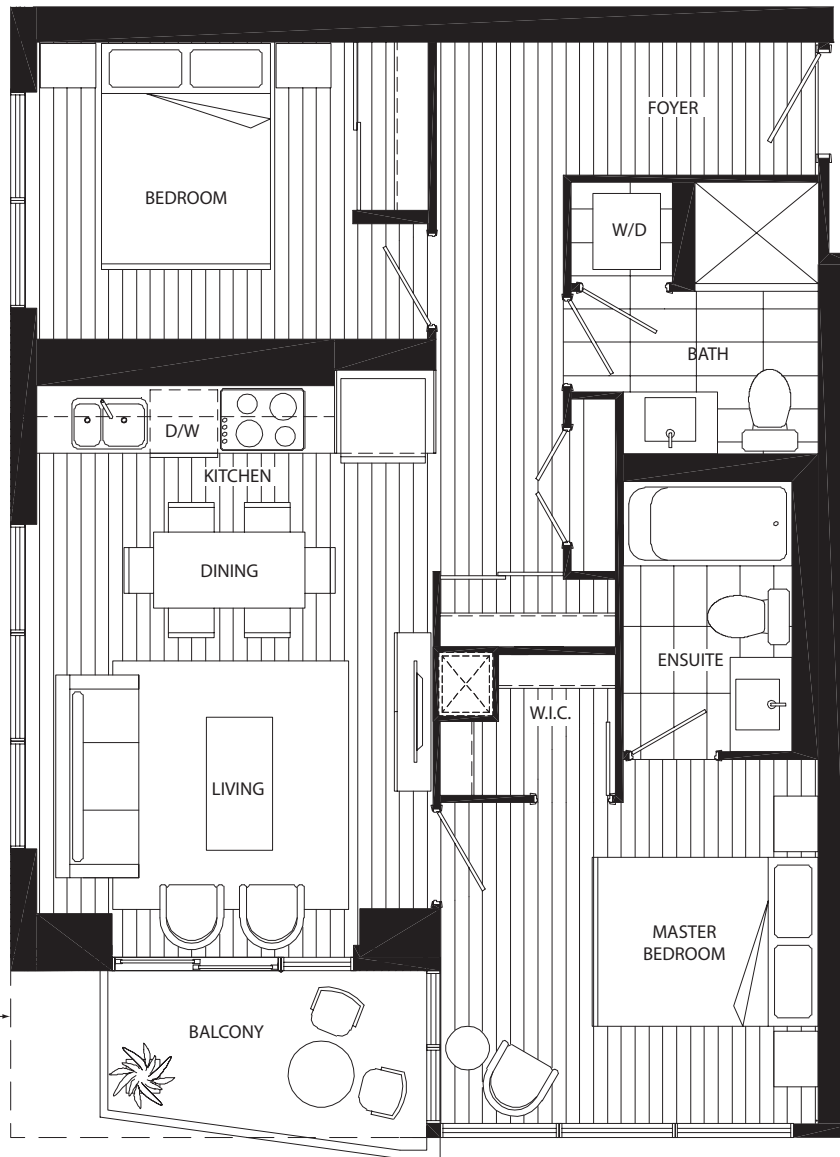 FOYER
BEDROOM
W/D
BATH
D/W
KITCHEN
DINING
ENSUITE
W.I.C.
LIVING
MASTER
BEDROOM
BALCONY